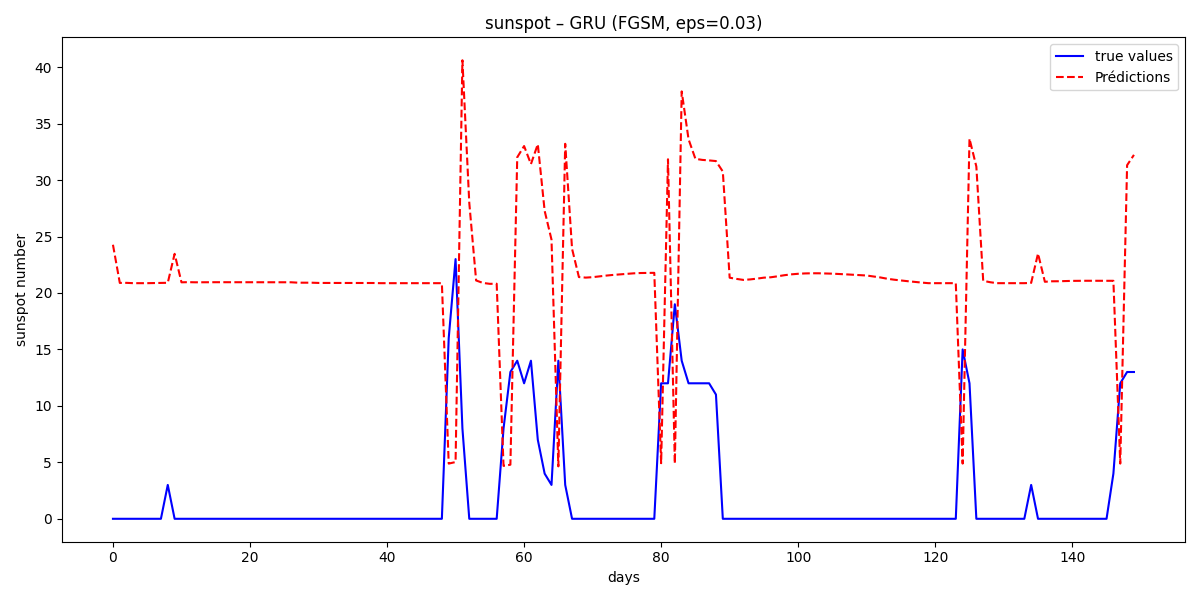 sunspot – GRU (FGSM, eps=0.03)
true values
Prédictions
sunspot number
40
35
30
25
20
15
10
5
0
0 20 40 60 80 100 120 140
days